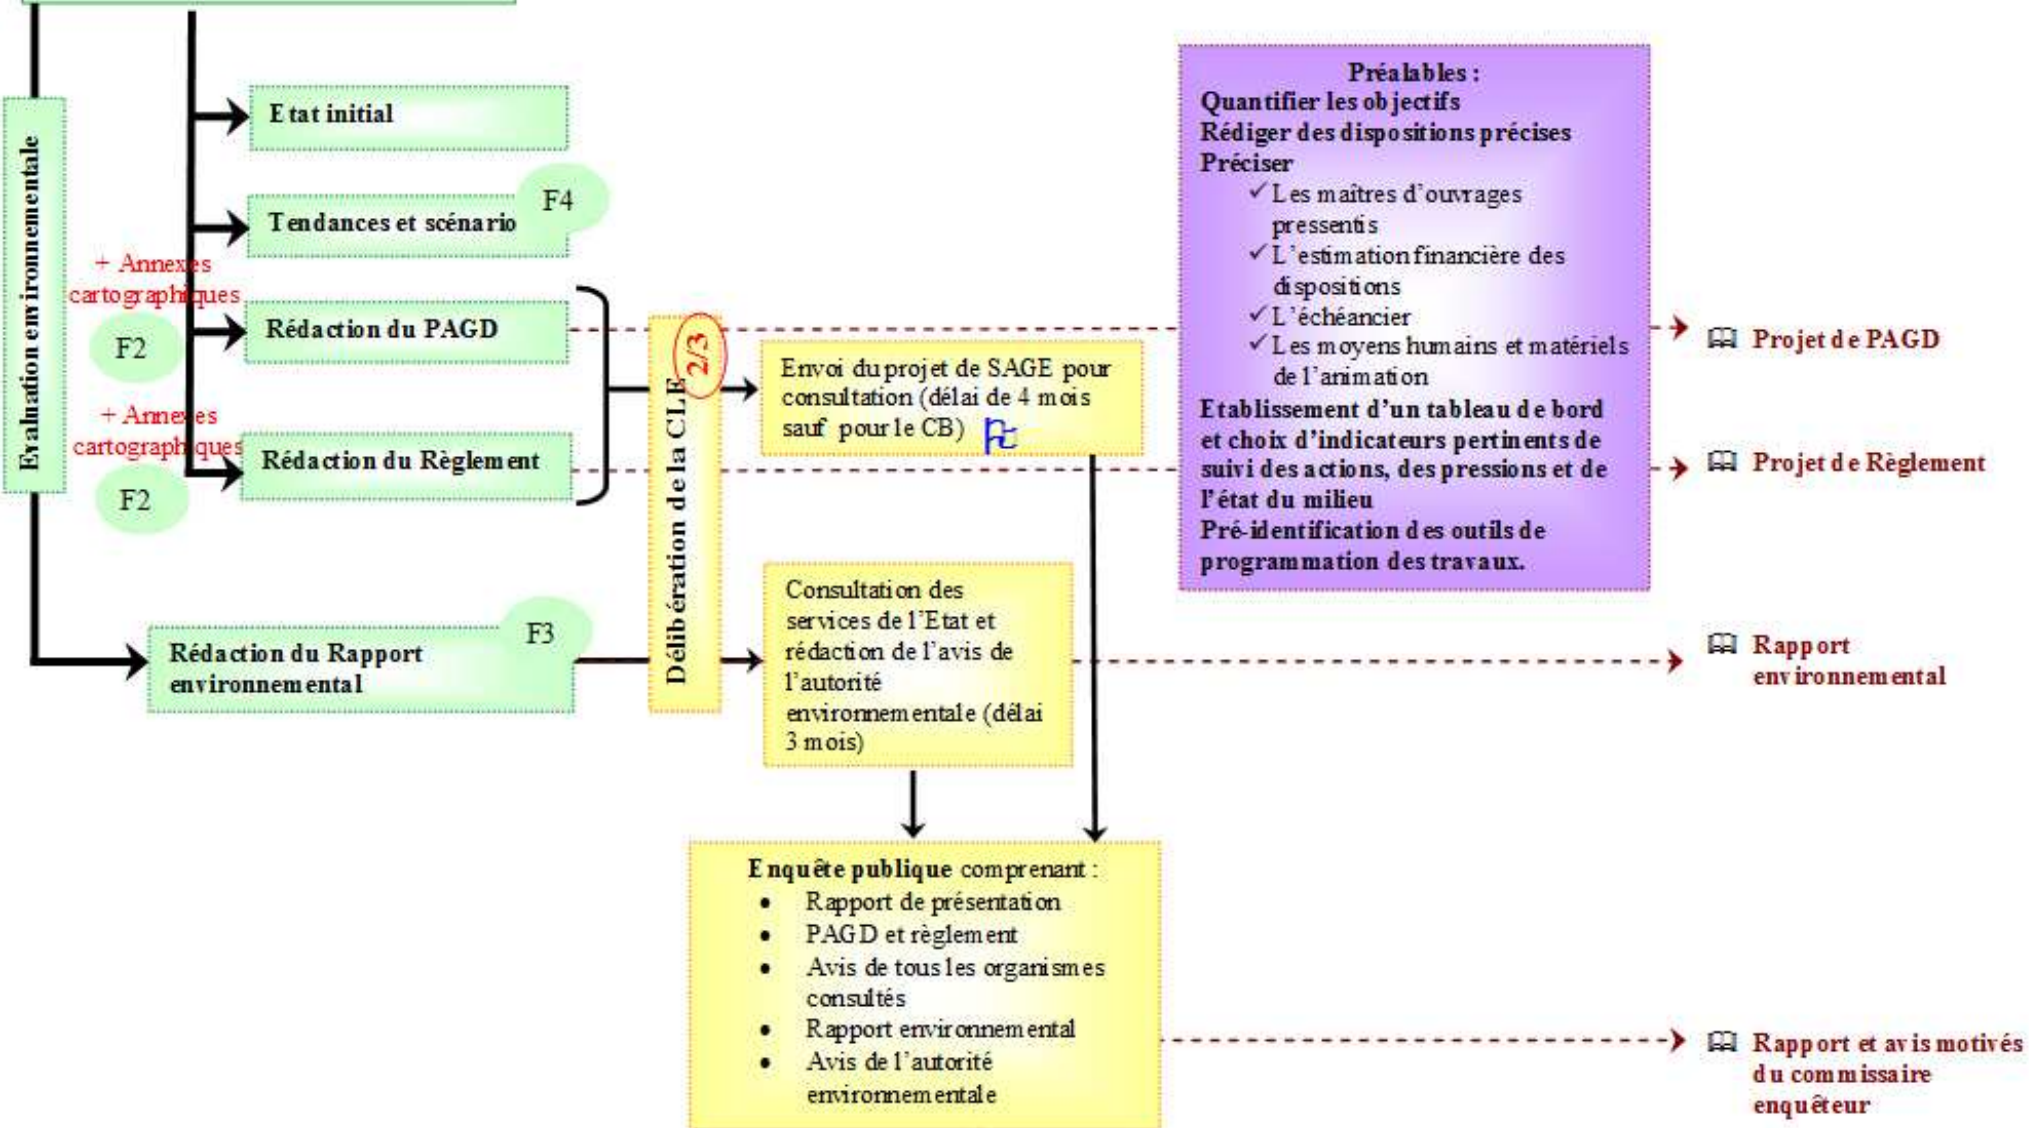 Evaluation environnementale
Etat initial
Tendances et scénario
F4
+ Annexes
cartographiques
F2
Rédaction du PAGD
+ Annexes
cartographiques
F2
Rédaction du Règlement
Rédaction du Rapport
environnemental
F3
Délibération de la CLE
2/3
Envoi du projet de SAGE pour
consultation (délai de 4 mois
sauf pour le CB)
Consultation des
services de l'Etat et
rédaction de l'avis de
l'autorité
environnementale (délai
3 mois)
Enquête publique comprenant :
• Rapport de présentation
• PAGD et règlement
• Avis de tous les organismes
consultés
• Rapport environnemental
• Avis de l'autorité
environnementale
Préalables :
Quantifier les objectifs
Rédiger des dispositions précises
Préciser
✓ Les maîtres d'ouvrages
pressentis
✓ L'estimation financière des
dispositions
✓ L'échéancier
✓ Les moyens humains et matériels
de l'animation
Etablissement d'un tableau de bord
et choix d'indicateurs pertinents de
suivi des actions, des pressions et de
l'état du milieu
Pré-identification des outils de
programmation des travaux.
Projet de PAGD
Projet de Règlement
Rapport
environnemental
Rapport et avis motivés
du commissaire
enquêteur